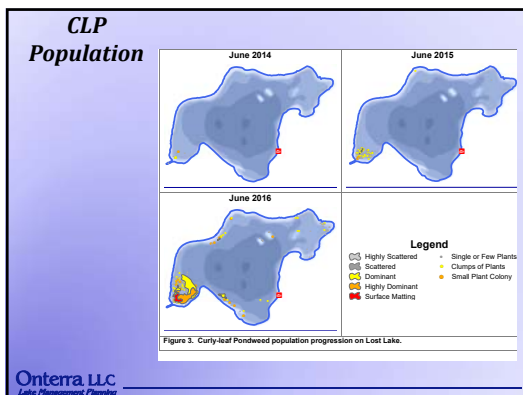 CLP
Population
June 2014
June 2015
June 2016
Legend
Highly Scattered
Scattered
Dominant
Highly Dominant
Surface Matting
Single or Few Plants
Clumps of Plants
Small Plant Colony
Figure 3. Curly-leaf Pondweed population progression on Lost Lake.
Onterra LLC
Lake Management Planning